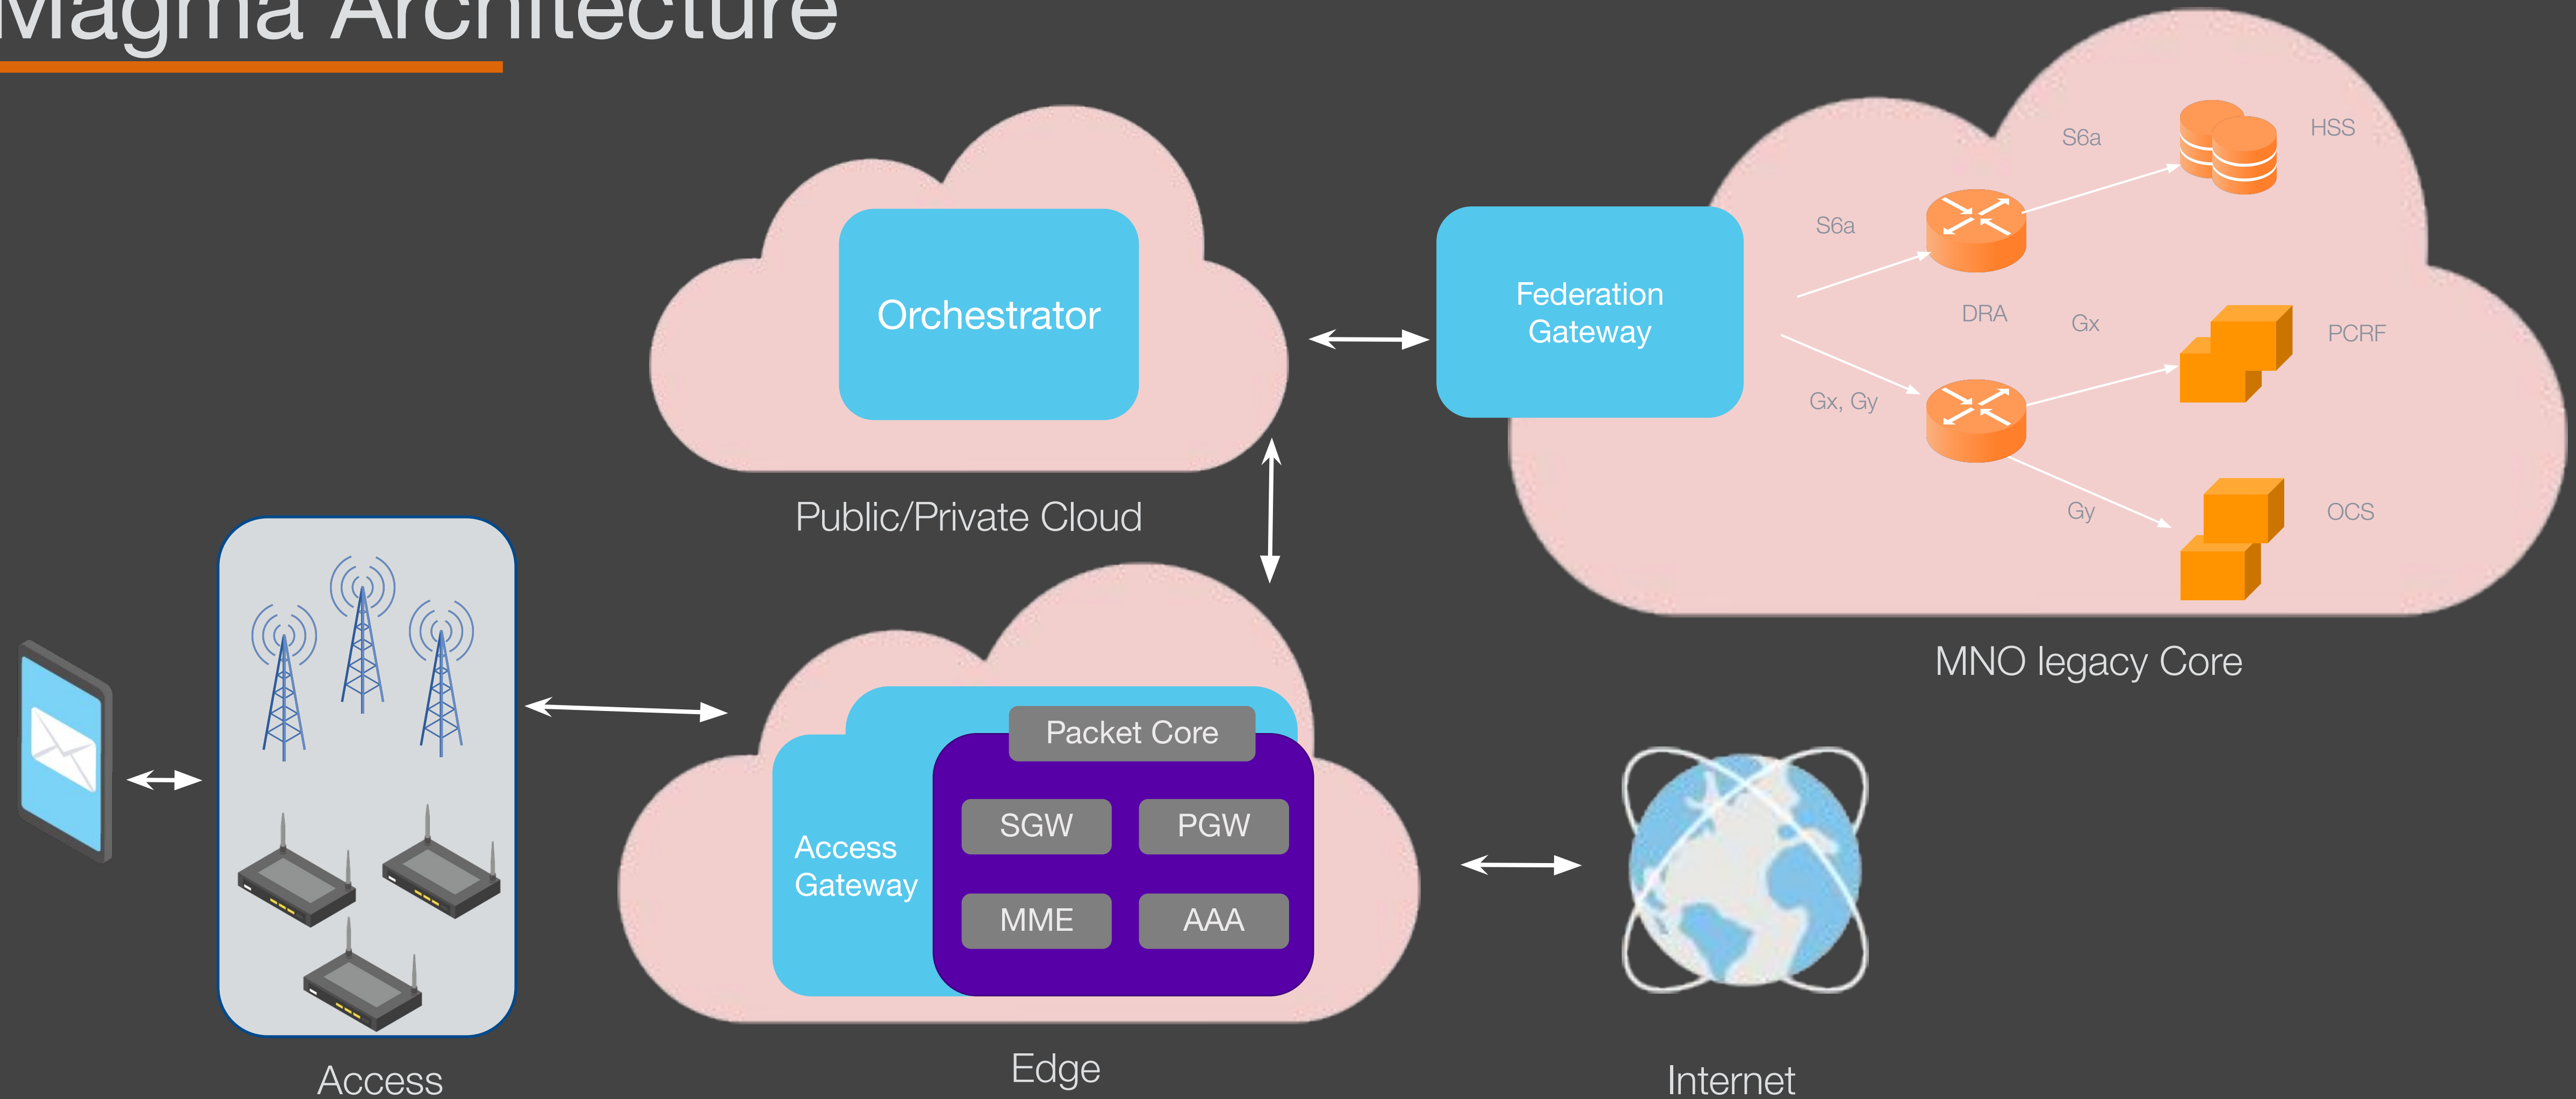 Magma Architecture
Orchestrator
Public/Private Cloud
Federation
Gateway
S6a
S6a
HSS
DRA
Gx
PCRF
Gx, Gy
Gy
OCS
MNO legacy Core
Packet Core
SGW
PGW
Access
Gateway
MME
AAA
Access
Edge
Internet